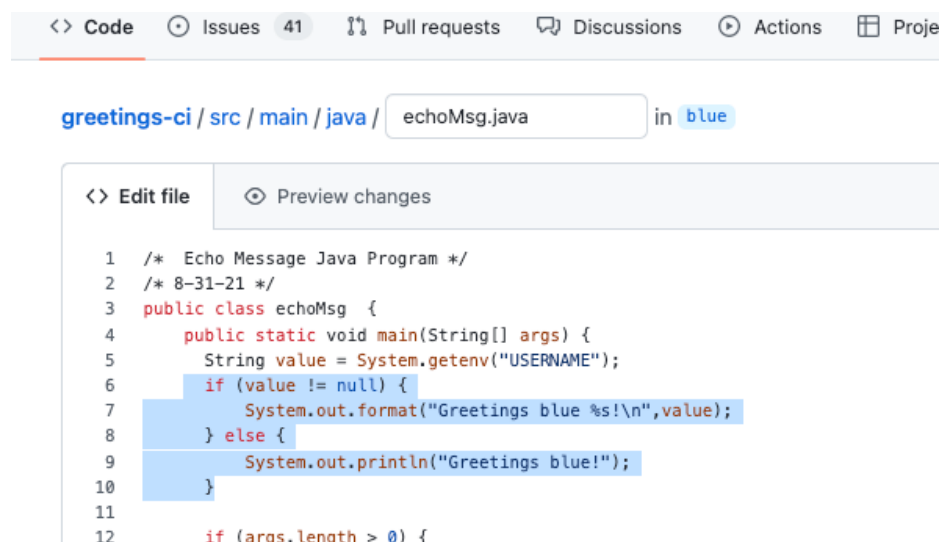 <> Code Issues 41 Pull requests Discussions Actions Proje
greetings-ci / src / main / java / echoMsg.java in blue
<> Edit file Preview changes
1 /*  Echo Message Java Program */
2 /* 8-31-21 */
3 public class echoMsg  {
4     public static void main(String[] args) {
5       String value = System.getenv("USERNAME");
6       if (value != null) {
7           System.out.format("Greetings blue %s!\n",value);
8       } else {
9           System.out.println("Greetings blue!");
10       }
11
12       if (args.length > 0) {